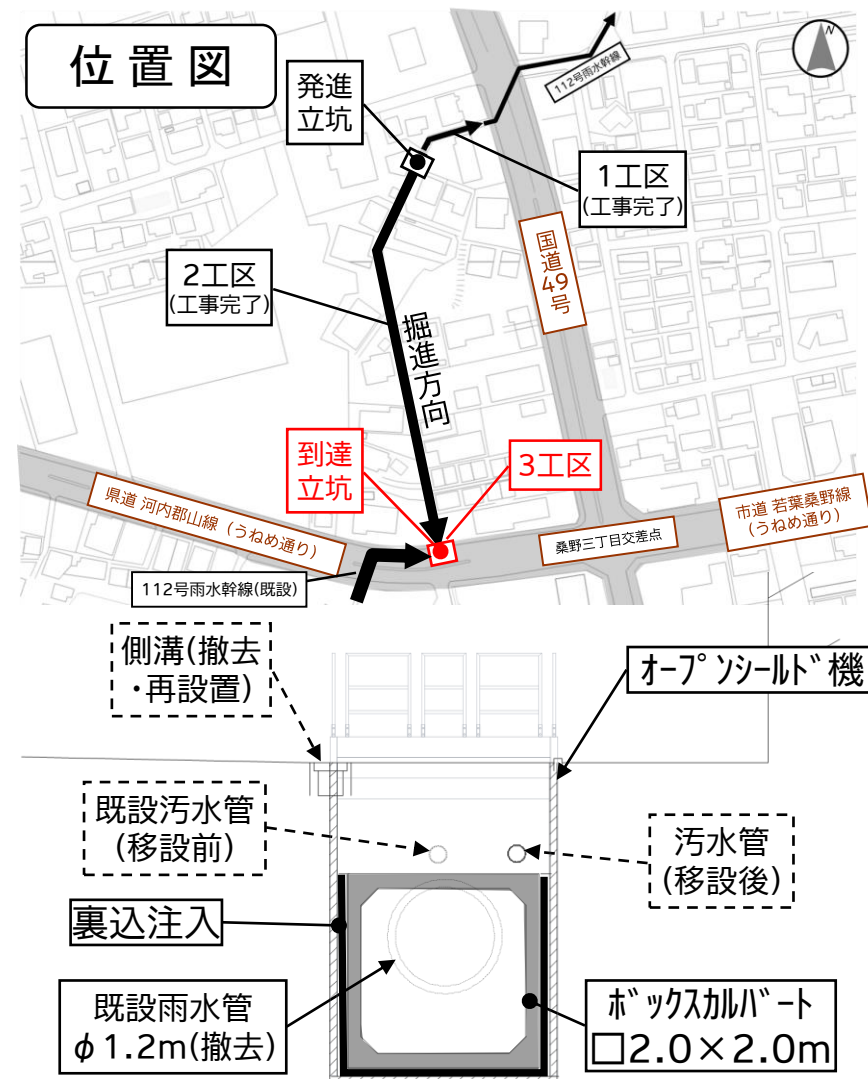 位置図
N
発進
立坑
112号雨水幹線
1工区
(工事完了)
国道49号
2工区
(工事完了)
掘進方向
到達
立坑
3工区
県道 河内郡山線（うねめ通り）
桑野三丁目交差点
市道 若葉桑野線
(うねめ通り)
112号雨水幹線(既設)
側溝(撤去
・再設置)
ｵｰﾌﾟﾝｼｰﾙﾄﾞ機
既設汚水管
(移設前)
汚水管
(移設後)
裏込注入
既設雨水管
φ1.2m(撤去)
ﾎﾞｯｸｽｶﾙﾊﾞｰﾄ
□2.0×2.0m